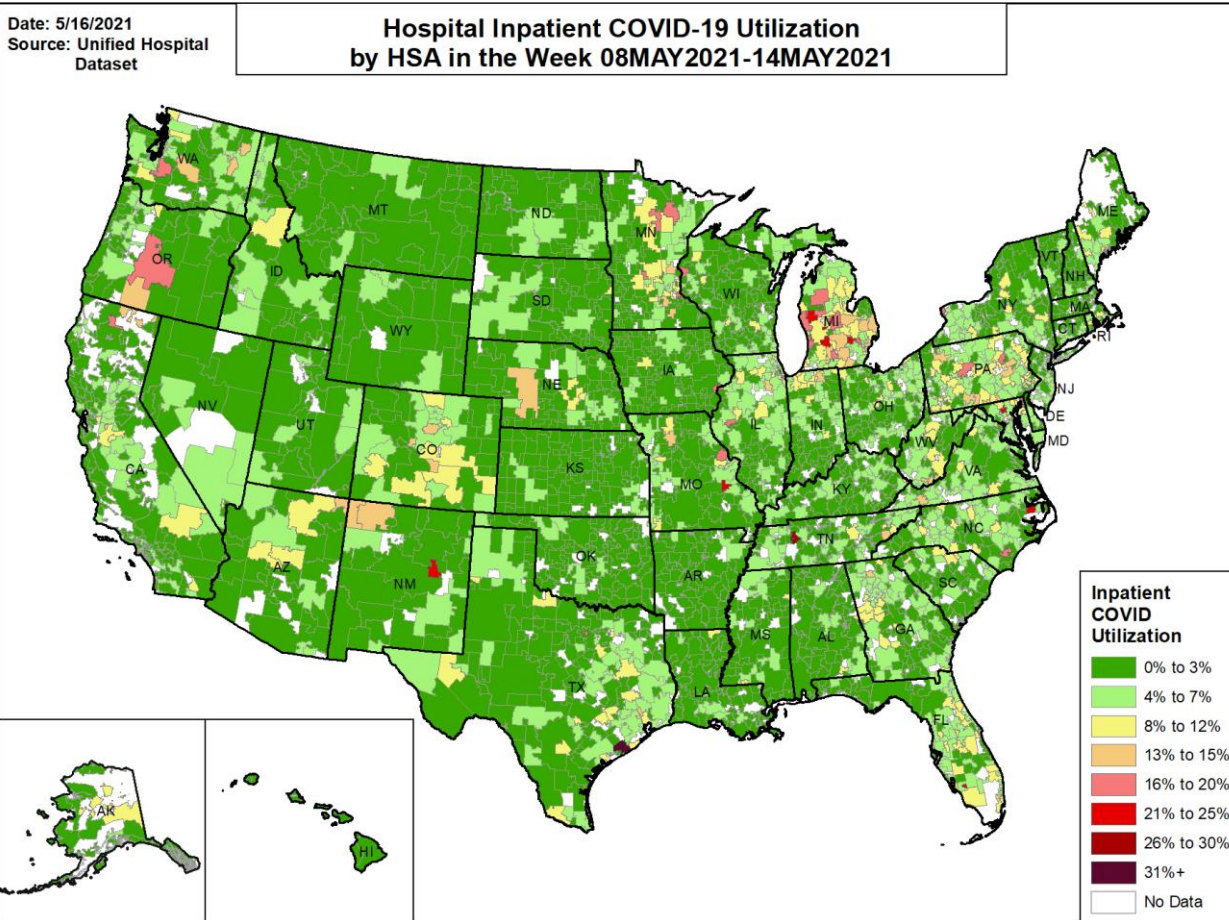 Date: 5/16/2021
Source: Unified Hospital
Dataset
Hospital Inpatient COVID-19 Utilization
by HSA in the Week 08MAY2021-14MAY2021
WA
MT
ND
MN
ME
OR
ID
SD
WI
MI
VT
NH
NY
MA
CT
RI
WY
IA
NE
PA
NJ
NV
UT
CO
IL
IN
OH
DE
MD
WV
VA
CA
KS
MO
KY
AZ
NM
OK
AR
TN
NC
SC
MS
AL
GA
TX
LA
FL
AK
HI
Inpatient
COVID
Utilization
0% to 3%
4% to 7%
8% to 12%
13% to 15%
16% to 20%
21% to 25%
26% to 30%
31%+
No Data